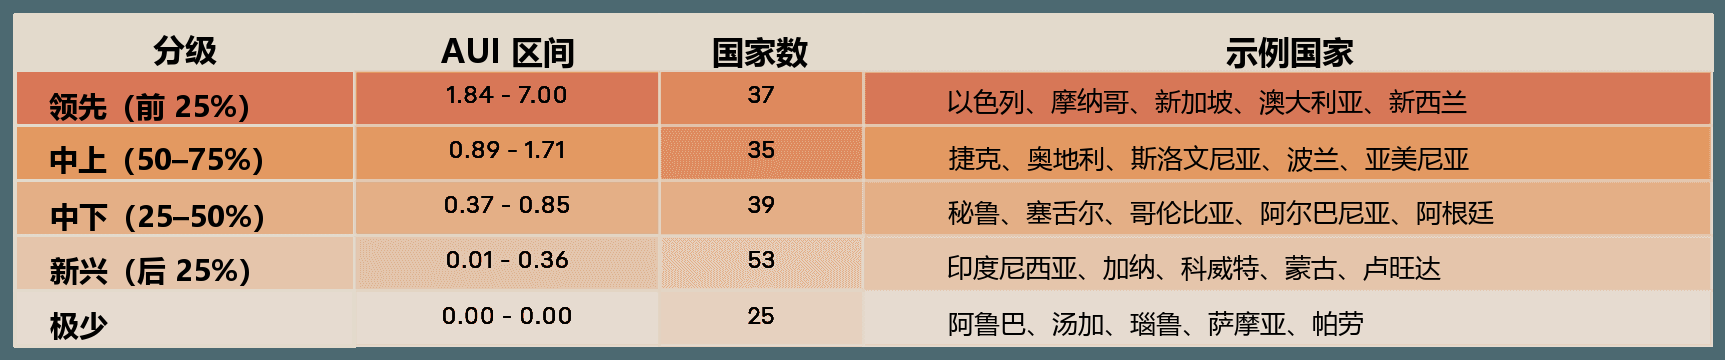 分级 AUI 区间 国家数 示例国家
领先（前 25%） 1.84 - 7.00 37 以色列、摩纳哥、新加坡、澳大利亚、新西兰
中上（50–75%） 0.89 - 1.71 35 捷克、奥地利、斯洛文尼亚、波兰、亚美尼亚
中下（25–50%） 0.37 - 0.85 39 秘鲁、塞舌尔、哥伦比亚、阿尔巴尼亚、阿根廷
新兴（后 25%） 0.01 - 0.36 53 印度尼西亚、加纳、科威特、蒙古、卢旺达
极少 0.00 - 0.00 25 阿鲁巴、汤加、瑙鲁、萨摩亚、帕劳